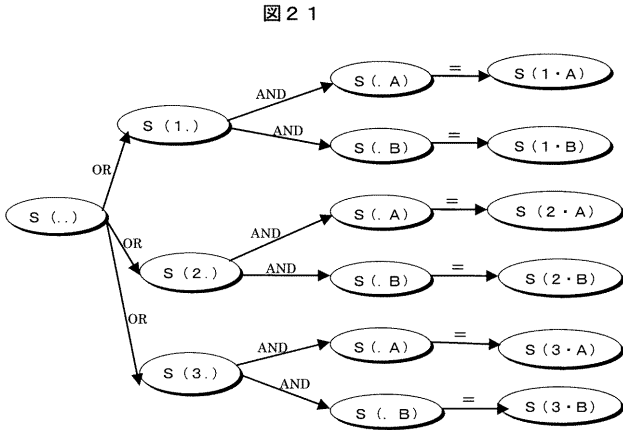 図２１
S（. A）
=
S（1・A）
AND
S（1.）
AND
S（. B）
=
S（1・B）
OR
S（. .）
S（. A）
=
S（2・A）
AND
OR
S（2.）
AND
S（. B）
=
S（2・B）
OR
S（. A）
=
S（3・A）
AND
S（3.）
AND
S（. B）
=
S（3・B）